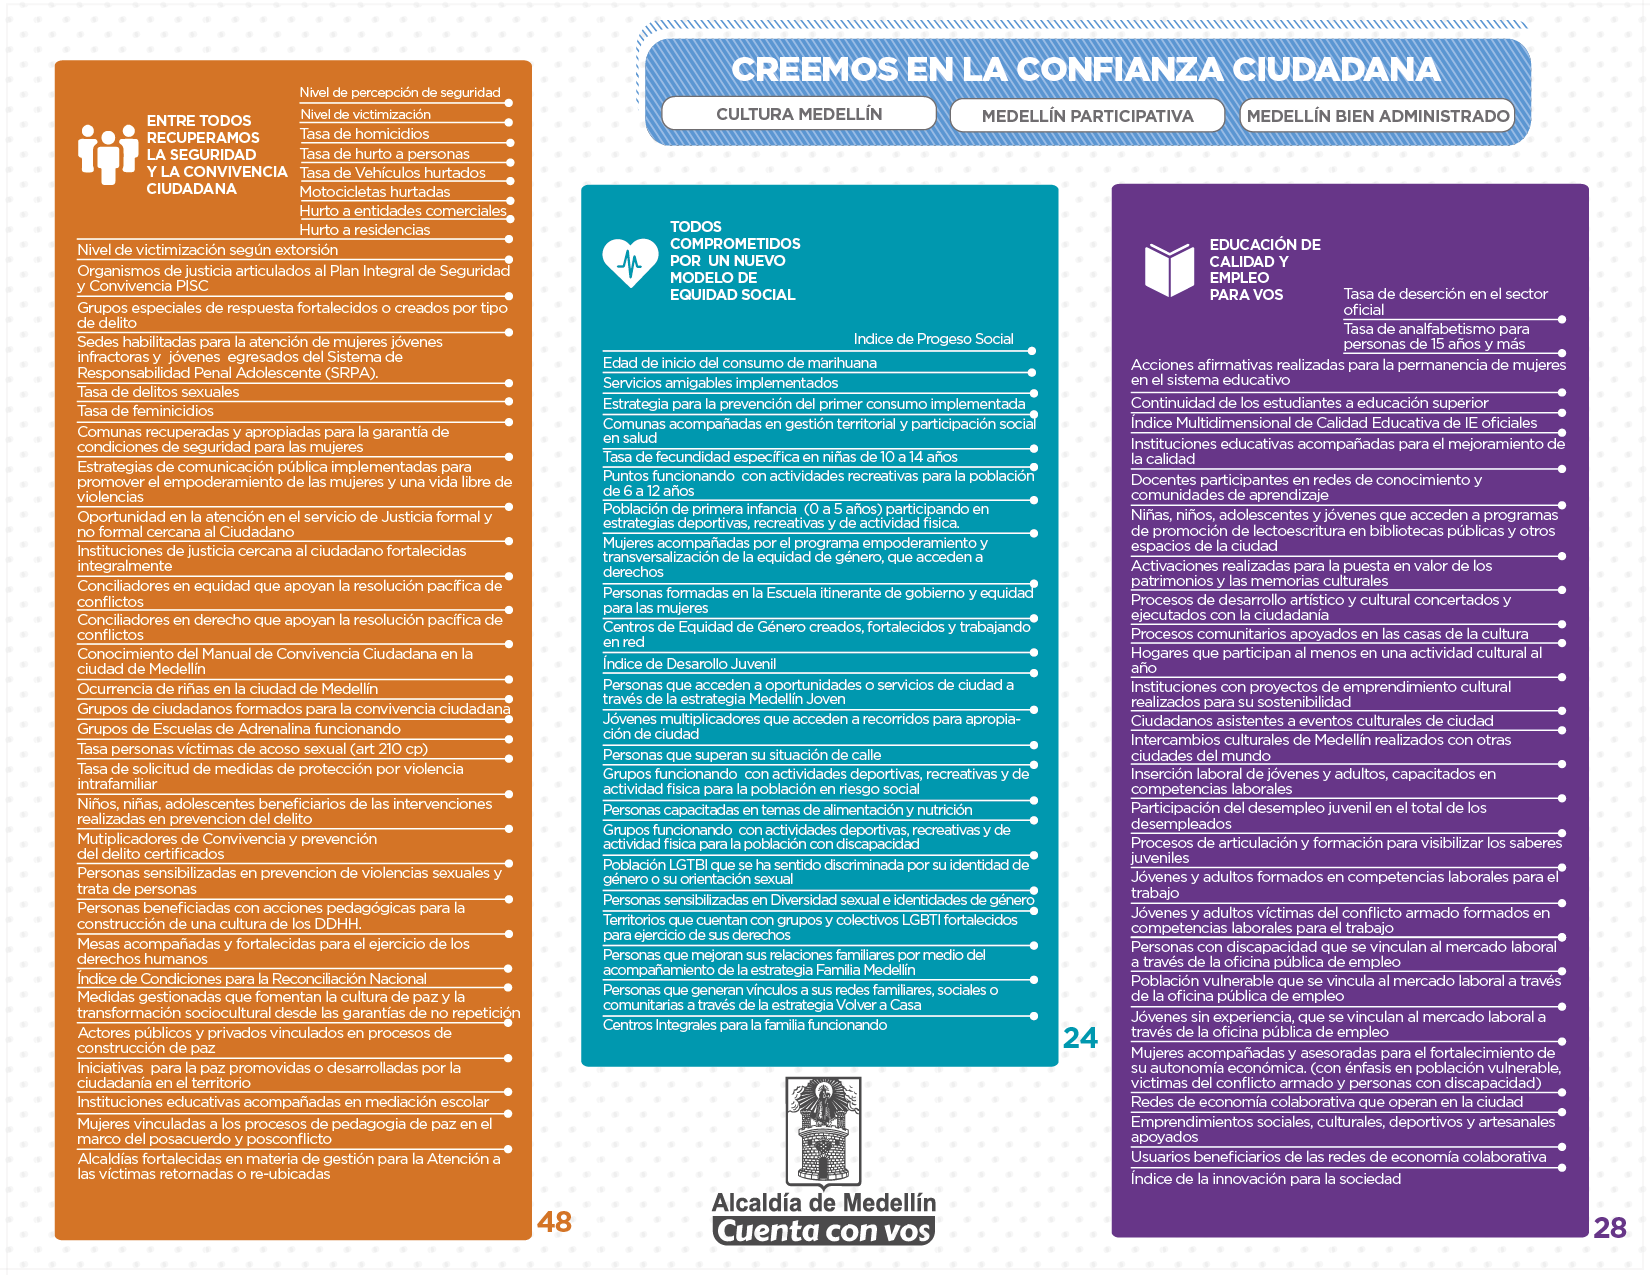 CREEMOS EN LA CONFIANZA CIUDADANA
CULTURA MEDELLÍN
MEDELLÍN PARTICIPATIVA
MEDELLÍN BIEN ADMINISTRADO
ENTRE TODOS
RECUPERAMOS
LA SEGURIDAD
Y LA CONVIVENCIA
CIUDADANA
Nivel de percepción de seguridad
Nivel de victimización
Tasa de homicidios
Tasa de hurto a personas
Tasa de Vehículos hurtados
Motocicletas hurtadas
Hurto a entidades comerciales
Hurto a residencias
Nivel de victimización según extorsión
Organismos de justicia articulados al Plan Integral de Seguridad
y Convivencia PISC
Grupos especiales de respuesta fortalecidos o creados por tipo
de delito
Sedes habilitadas para la atención de mujeres jóvenes
infractoras y jóvenes egresados del Sistema de
Responsabilidad Penal Adolescente (SRPA).
Tasa de delitos sexuales
Tasa de feminicidios
Comunas recuperadas y apropiadas para la garantía de
condiciones de seguridad para las mujeres
Estrategias de comunicación pública implementadas para
promover el empoderamiento de las mujeres y una vida libre de
violencias
Oportunidad en la atención en el servicio de Justicia formal y
no formal cercana al Ciudadano
Instituciones de justicia cercana al ciudadano fortalecidas
integralmente
Conciliadores en equidad que apoyan la resolución pacífica de
conflictos
Conciliadores en derecho que apoyan la resolución pacífica de
conflictos
Conocimiento del Manual de Convivencia Ciudadana en la
ciudad de Medellín
Ocurrencia de riñas en la ciudad de Medellín
Grupos de ciudadanos formados para la convivencia ciudadana
Grupos de Escuelas de Adrenalina funcionando
Tasa personas víctimas de acoso sexual (art 210 cp)
Tasa de solicitud de medidas de protección por violencia
intrafamiliar
Niños, niñas, adolescentes beneficiarios de las intervenciones
realizadas en prevencion del delito
Mutiplicadores de Convivencia y prevención
del delito certificados
Personas sensibilizadas en prevencion de violencias sexuales y
trata de personas
Personas beneficiadas con acciones pedagógicas para la
construcción de una cultura de los DDHH.
Mesas acompañadas y fortalecidas para el ejercicio de los
derechos humanos
Índice de Condiciones para la Reconciliación Nacional
Medidas gestionadas que fomentan la cultura de paz y la
transformación sociocultural desde las garantías de no repetición
Actores públicos y privados vinculados en procesos de
construcción de paz
Iniciativas para la paz promovidas o desarrolladas por la
ciudadanía en el territorio
Instituciones educativas acompañadas en mediación escolar
Mujeres vinculadas a los procesos de pedagogia de paz en el
marco del posacuerdo y posconflicto
Alcaldías fortalecidas en materia de gestión para la Atención a
las víctimas retornadas o re-ubicadas
48
TODOS
COMPROMETIDOS
POR UN NUEVO
MODELO DE
EQUIDAD SOCIAL
Indice de Progeso Social
Edad de inicio del consumo de marihuana
Servicios amigables implementados
Estrategia para la prevención del primer consumo implementada
Comunas acompañadas en gestión territorial y participación social
en salud
Tasa de fecundidad específica en niñas de 10 a 14 años
Puntos funcionando con actividades recreativas para la población
de 6 a 12 años
Población de primera infancia (0 a 5 años) participando en
estrategias deportivas, recreativas y de actividad fisica.
Mujeres acompañadas por el programa empoderamiento y
transversalización de la equidad de género, que acceden a
derechos
Personas formadas en la Escuela itinerante de gobierno y equidad
para las mujeres
Centros de Equidad de Género creados, fortalecidos y trabajando
en red
Índice de Desarollo Juvenil
Personas que acceden a oportunidades o servicios de ciudad a
través de la estrategia Medellín Joven
Jóvenes multiplicadores que acceden a recorridos para apropia-
ción de ciudad
Personas que superan su situación de calle
Grupos funcionando con actividades deportivas, recreativas y de
actividad fisica para la población en riesgo social
Personas capacitadas en temas de alimentación y nutrición
Grupos funcionando con actividades deportivas, recreativas y de
actividad fisica para la población con discapacidad
Población LGTBI que se ha sentido discriminada por su identidad de
género o su orientación sexual
Personas sensibilizadas en Diversidad sexual e identidades de género
Territorios que cuentan con grupos y colectivos LGBTI fortalecidos
para ejercicio de sus derechos
Personas que mejoran sus relaciones familiares por medio del
acompañamiento de la estrategia Familia Medellín
Personas que generan vínculos a sus redes familiares, sociales o
comunitarias a través de la estrategia Volver a Casa
Centros Integrales para la familia funcionando
24
Alcaldía de Medellín
Cuenta con vos
EDUCACIÓN DE
CALIDAD Y
EMPLEO
PARA VOS
Tasa de deserción en el sector
oficial
Tasa de analfabetismo para
personas de 15 años y más
Acciones afirmativas realizadas para la permanencia de mujeres
en el sistema educativo
Continuidad de los estudiantes a educación superior
Índice Multidimensional de Calidad Educativa de IE oficiales
Instituciones educativas acompañadas para el mejoramiento de
la calidad
Docentes participantes en redes de conocimiento y
comunidades de aprendizaje
Niñas, niños, adolescentes y jóvenes que acceden a programas
de promoción de lectoescritura en bibliotecas públicas y otros
espacios de la ciudad
Activaciones realizadas para la puesta en valor de los
patrimonios y las memorias culturales
Procesos de desarrollo artístico y cultural concertados y
ejecutados con la ciudadanía
Procesos comunitarios apoyados en las casas de la cultura
Hogares que participan al menos en una actividad cultural al
año
Instituciones con proyectos de emprendimiento cultural
realizados para su sostenibilidad
Ciudadanos asistentes a eventos culturales de ciudad
Intercambios culturales de Medellín realizados con otras
ciudades del mundo
Inserción laboral de jóvenes y adultos, capacitados en
competencias laborales
Participación del desempleo juvenil en el total de los
desempleados
Procesos de articulación y formación para visibilizar los saberes
juveniles
Jóvenes y adultos formados en competencias laborales para el
trabajo
Jóvenes y adultos víctimas del conflicto armado formados en
competencias laborales para el trabajo
Personas con discapacidad que se vinculan al mercado laboral
a través de la oficina pública de empleo
Población vulnerable que se vincula al mercado laboral a través
de la oficina pública de empleo
Jóvenes sin experiencia, que se vinculan al mercado laboral a
través de la oficina pública de empleo
Mujeres acompañadas y asesoradas para el fortalecimiento de
su autonomía económica. (con énfasis en población vulnerable,
victimas del conflicto armado y personas con discapacidad)
Redes de economía colaborativa que operan en la ciudad
Emprendimientos sociales, culturales, deportivos y artesanales
apoyados
Usuarios beneficiarios de las redes de economía colaborativa
Índice de la innovación para la sociedad
28